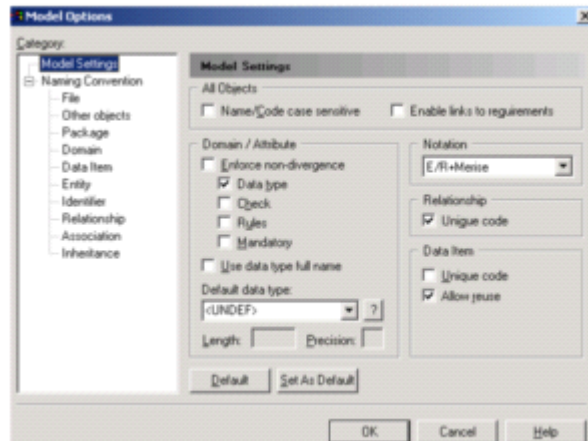 Model Options
Category:
Model Settings
Naming Convention
File
Other objects
Package
Domain
Data Item
Entity
Identifier
Relationship
Association
Inheritance
Model Settings
All Objects
Name/Code case sensitive
Enable links to requirements
Domain / Attribute
Enforce non-divergence
Data type
Check
Rules
Mandatory
Use data type full name
Default data type:
<UNDEF>
?
Length:
Precision:
Notation
E/R+Merise
Relationship
Unique code
Data Item
Unique code
Allow reuse
Default
Set As Default
OK
Cancel
Help